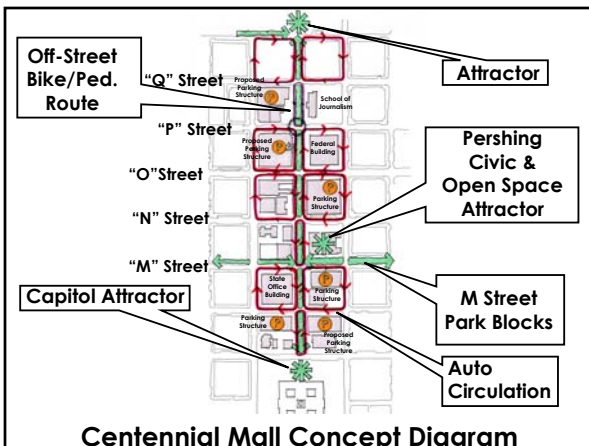 Off-Street
Bike/Ped.
Route
Attractor
“Q” Street
Proposed
Parking
Structure
P
School of
Journalism
“P” Street
Proposed
Parking
Structure
P
Federal
Building
Pershing
Civic &
Open Space
Attractor
“O”Street
P
Parking
Structure
“N” Street
“M” Street
Capitol Attractor
State
Office
Building
P
Parking
Structure
M Street
Park Blocks
Parking
Structure
P
P
Proposed
Parking
Structure
Auto
Circulation
Centennial Mall Concept Diagram